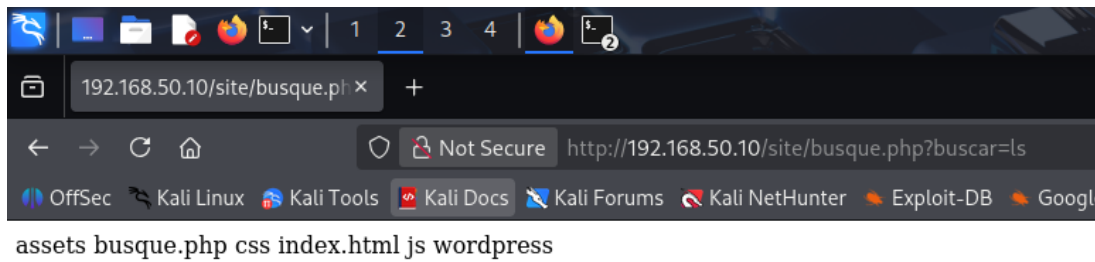 1 2 3 4 2
192.168.50.10/site/busque.ph
Not Secure http://192.168.50.10/site/busque.php?buscar=ls
OffSec Kali Linux Kali Tools Kali Docs Kali Forums Kali NetHunter Exploit-DB Googl
assets busque.php css index.html js wordpress